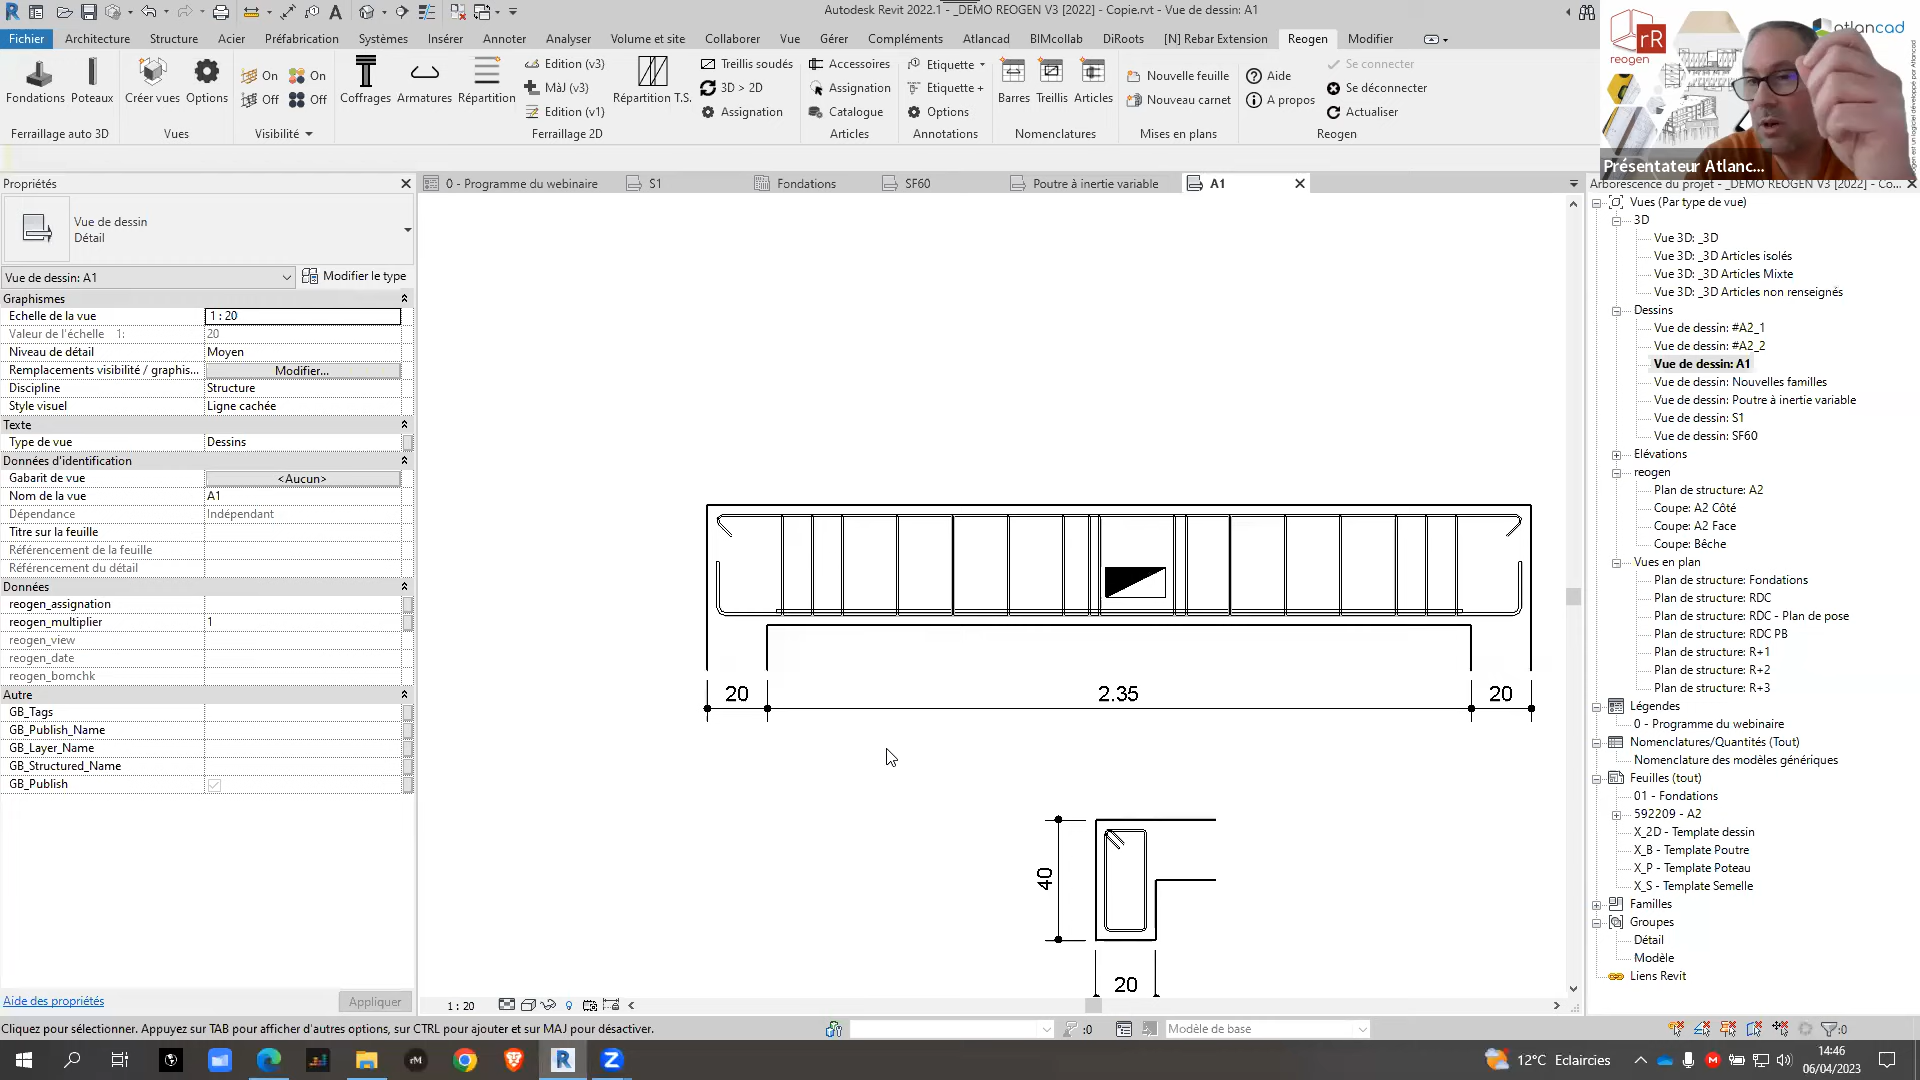 Autodesk Revit 2022.1 - _DEMO REOGEN V3 [2022] - Copie.rvt - Vue de dessin: A1
Fichier Architecture Structure Acier Préfabrication Systèmes Insérer Annoter Analyser Volume et site Collaborer Vue Gérer Compléments Atlancad BIMcollab DiRoots [N] Rebar Extension Reogen Modifier
Fondations Poteaux Créer vues Options On Off On Off Coffrages Armatures Répartition
Edition (v3)
MàJ (v3)
Edition (v1)
Répartition T.S.
Treillis soudés
3D > 2D
Assignation
Accessoires
Assignation
Catalogue
Etiquette
Etiquette +
Options
Barres Treillis Articles
Nouvelle feuille
Nouveau carnet
Aide
A propos
Se connecter
Se déconnecter
Actualiser
Ferraillage auto 3D Vues Visibilité Ferraillage 2D Articles Annotations Nomenclatures Mises en plans Reogen
rR
reogen
atlancad
Présentateur Atlanc...
Propriétés
0 - Programme du webinaire S1 Fondations SF60 Poutre à inertie variable A1
Vue de dessin
Détail
Vue de dessin: A1 Modifier le type
Graphismes
Echelle de la vue 1 : 20
Valeur de l'échelle 1: 20
Niveau de détail Moyen
Remplacements visibilité / graphis... Modifier...
Discipline Structure
Style visuel Ligne cachée
Texte
Type de vue Dessins
Données d'identification
Gabarit de vue <Aucun>
Nom de la vue A1
Dépendance Indépendant
Titre sur la feuille
Référencement de la feuille
Référencement du détail
Données
reogen_assignation
reogen_multiplier 1
reogen_view
reogen_date
reogen_bomchk
Autre
GB_Tags
GB_Publish_Name
GB_Layer_Name
GB_Structured_Name
GB_Publish
Aide des propriétés Appliquer
20 2.35 20
40
20
1 : 20
Arborescence du projet - _DEMO REOGEN V3 [2022] - Co...
Vues (Par type de vue)
3D
Vue 3D: _3D
Vue 3D: _3D Articles isolés
Vue 3D: _3D Articles Mixte
Vue 3D: _3D Articles non renseignés
Dessins
Vue de dessin: #A2_1
Vue de dessin: #A2_2
Vue de dessin: A1
Vue de dessin: Nouvelles familles
Vue de dessin: Poutre à inertie variable
Vue de dessin: S1
Vue de dessin: SF60
Elévations
reogen
Plan de structure: A2
Coupe: A2 Côté
Coupe: A2 Face
Coupe: Bêche
Vues en plan
Plan de structure: Fondations
Plan de structure: RDC
Plan de structure: RDC - Plan de pose
Plan de structure: RDC PB
Plan de structure: R+1
Plan de structure: R+2
Plan de structure: R+3
Légendes
0 - Programme du webinaire
Nomenclatures/Quantités (Tout)
Nomenclature des modèles génériques
Feuilles (tout)
01 - Fondations
592209 - A2
X_2D - Template dessin
X_B - Template Poutre
X_P - Template Poteau
X_S - Template Semelle
Familles
Groupes
Détail
Modèle
Liens Revit
Cliquez pour sélectionner. Appuyez sur TAB pour afficher d'autres options, sur CTRL pour ajouter et sur MAJ pour désactiver. :0 Modèle de base :0
12°C Eclaircies
14:46
06/04/2023